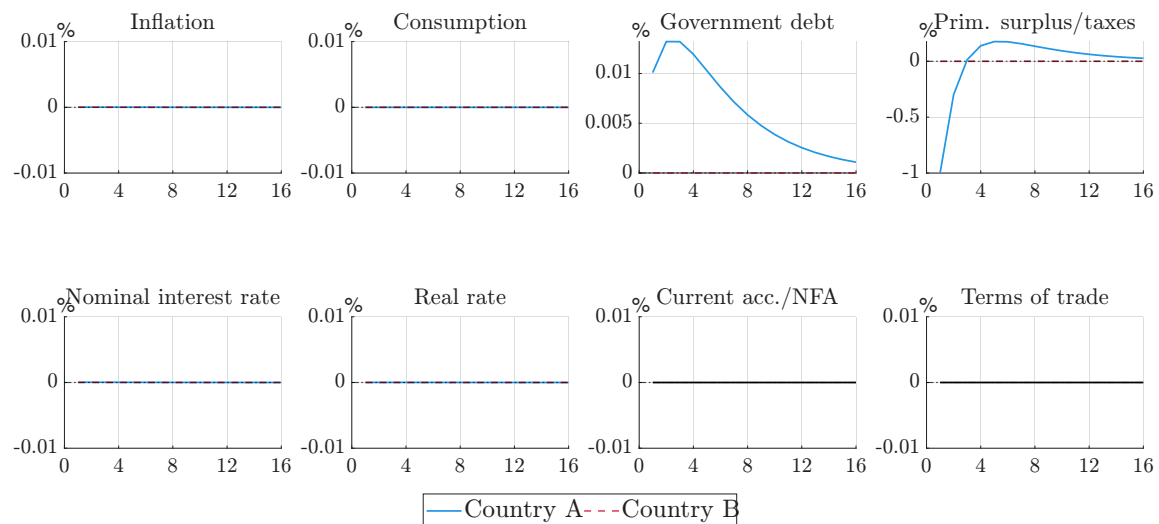 Inflation
%
0.01
0
-0.01
0 4 8 12 16
Consumption
%
0.01
0
-0.01
0 4 8 12 16
Government debt
%
0.01
0.005
0
0 4 8 12 16
Prim. surplus/taxes
%
0
-0.5
-1
0 4 8 12 16
Nominal interest rate
%
0.01
0
-0.01
0 4 8 12 16
Real rate
%
0.01
0
-0.01
0 4 8 12 16
Current acc./NFA
%
0.01
0
-0.01
0 4 8 12 16
Terms of trade
%
0.01
0
-0.01
0 4 8 12 16
Country A Country B